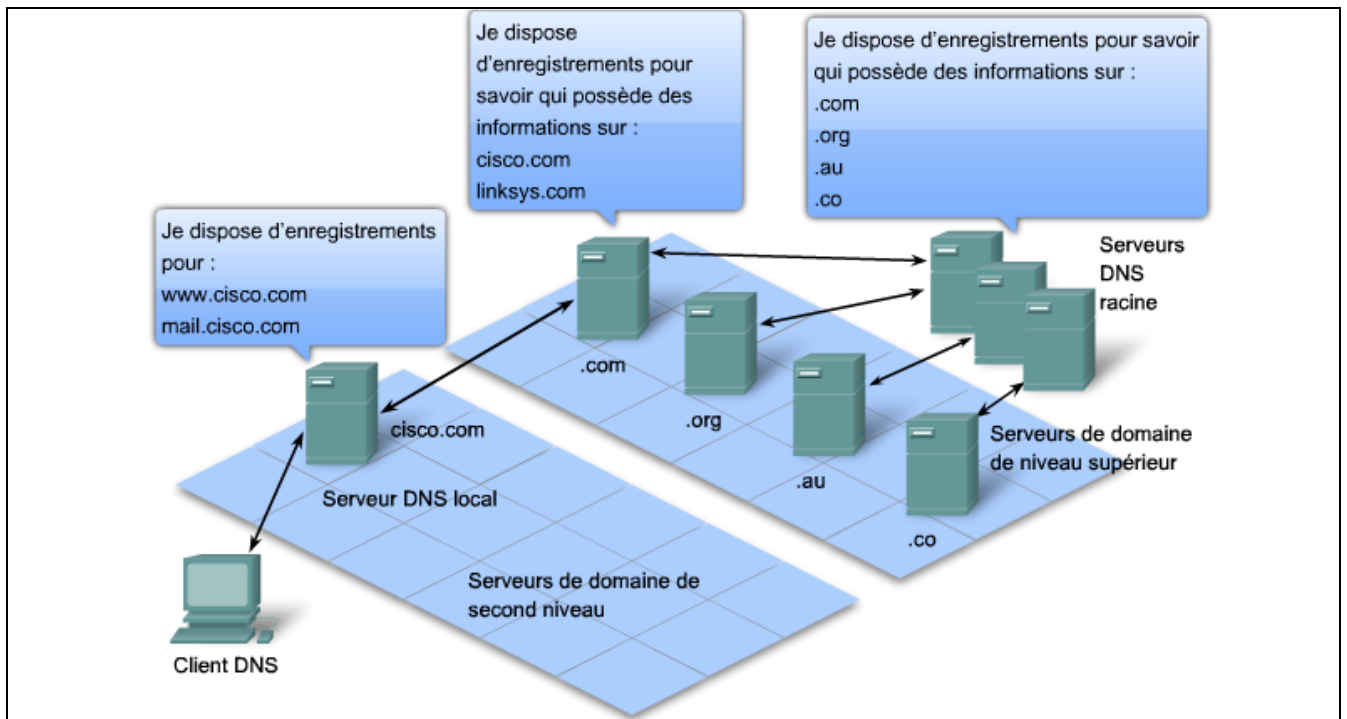 Je dispose
d'enregistrements pour
savoir qui possède des
informations sur :
cisco.com
linksys.com
Je dispose d'enregistrements pour savoir
qui possède des informations sur :
.com
.org
.au
.co
Je dispose d'enregistrements
pour :
www.cisco.com
mail.cisco.com
Serveurs
DNS
racine
.com
.org
.au
.co
Serveurs de domaine
de niveau supérieur
cisco.com
Serveur DNS local
Serveurs de domaine de
second niveau
Client DNS